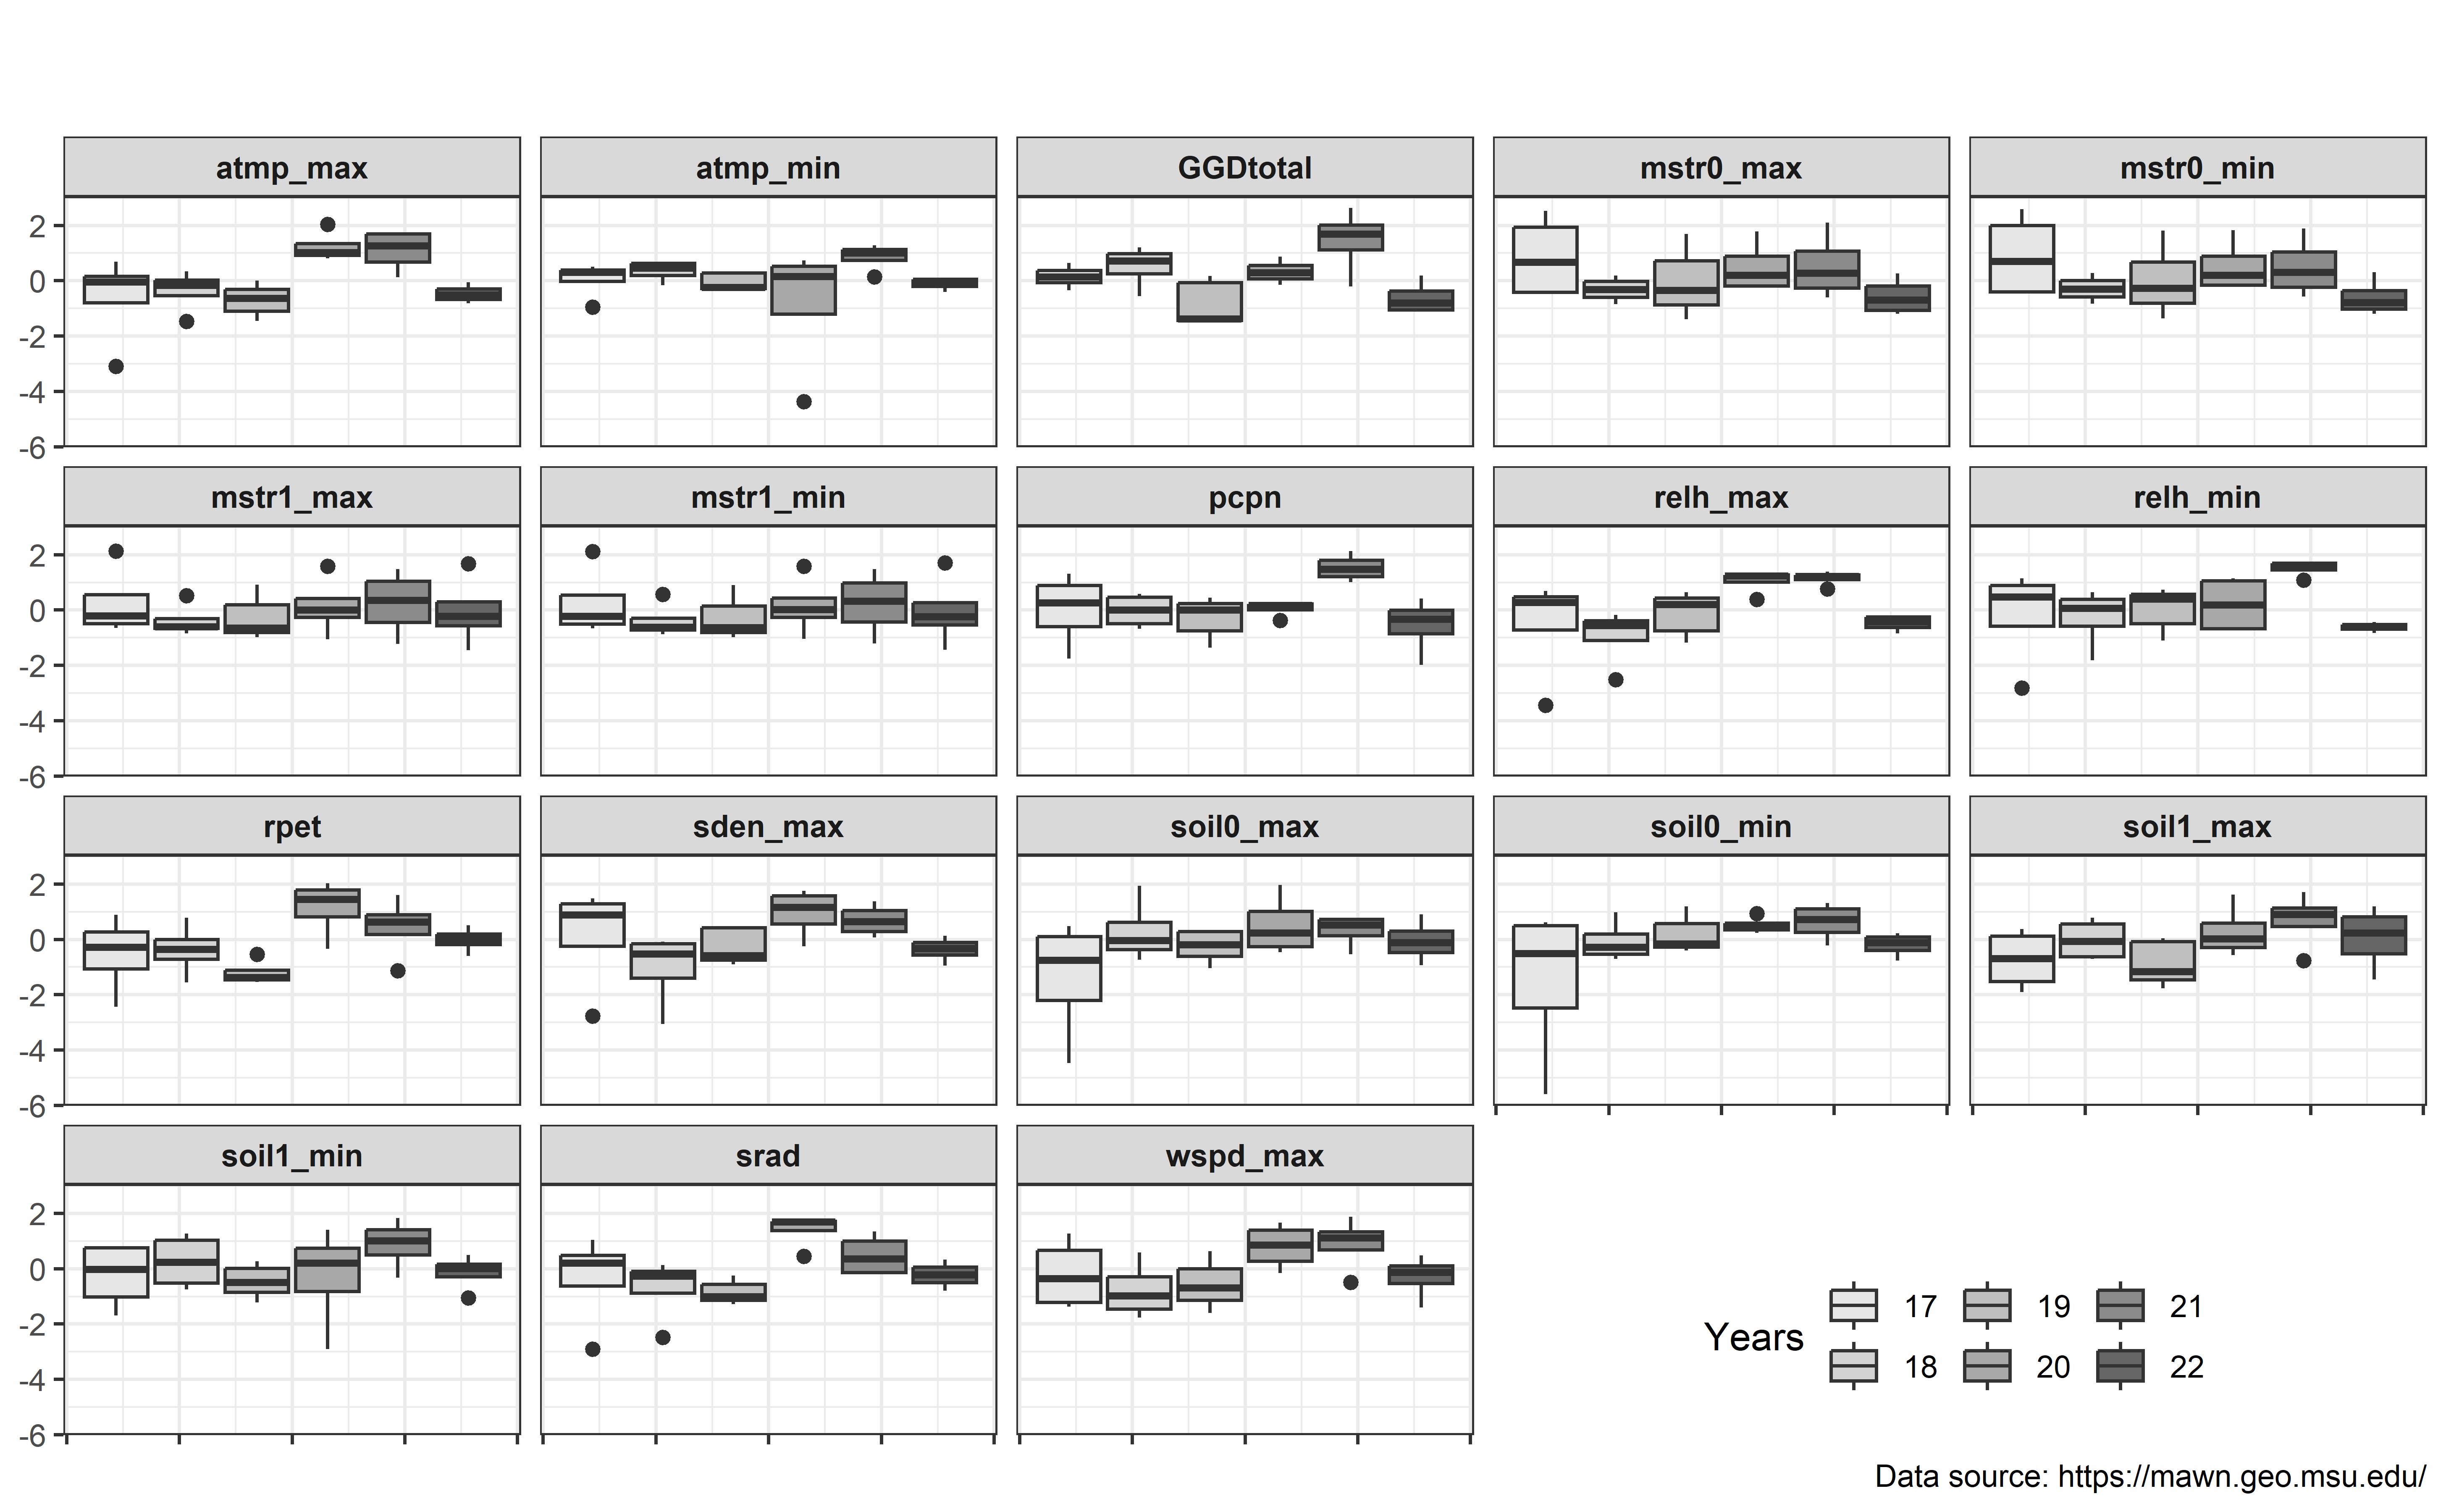 atmp_max atmp_min GGDtotal mstr0_max mstr0_min
2
0
-2
-4
-6
mstr1_max mstr1_min pcpn relh_max relh_min
2
0
-2
-4
-6
rpet sden_max soil0_max soil0_min soil1_max
2
0
-2
-4
-6
soil1_min srad wspd_max
2
0
-2
-4
-6
Years
17 19 21
18 20 22
Data source: https://mawn.geo.msu.edu/